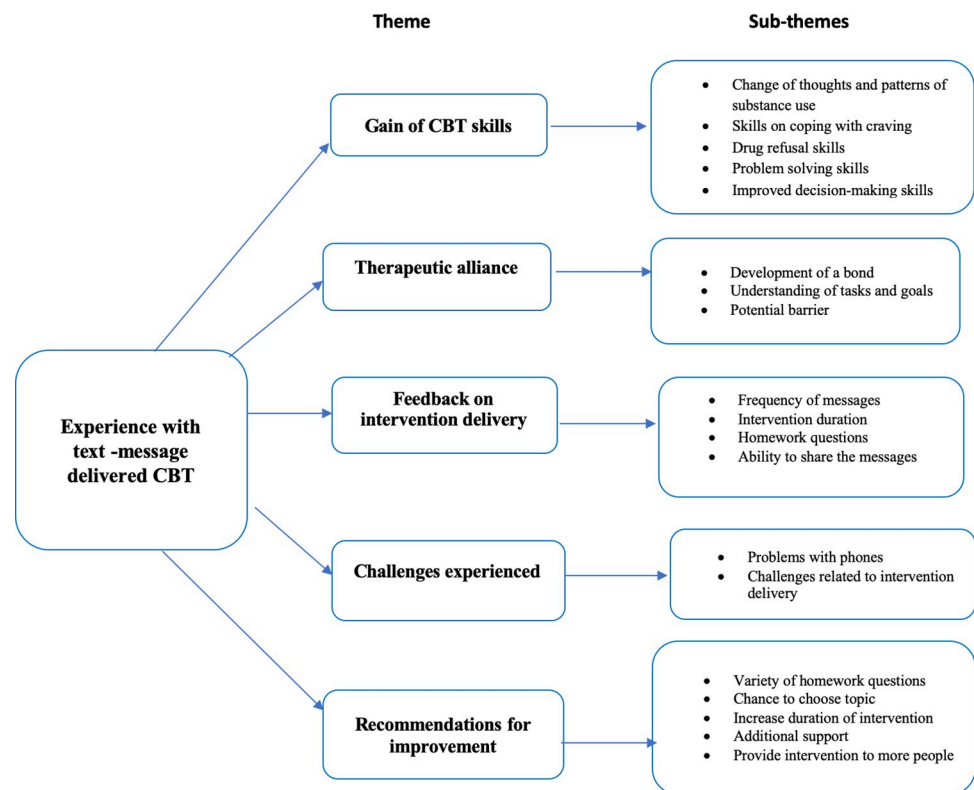 Theme
Sub-themes
Gain of CBT skills
• Change of thoughts and patterns of
substance use
• Skills on coping with craving
• Drug refusal skills
• Problem solving skills
• Improved decision-making skills
Therapeutic alliance
• Development of a bond
• Understanding of tasks and goals
• Potential barrier
Experience with
text -message
delivered CBT
Feedback on
intervention delivery
• Frequency of messages
• Intervention duration
• Homework questions
• Ability to share the messages
Challenges experienced
• Problems with phones
• Challenges related to intervention
delivery
Recommendations for
improvement
• Variety of homework questions
• Chance to choose topic
• Increase duration of intervention
• Additional support
• Provide intervention to more people